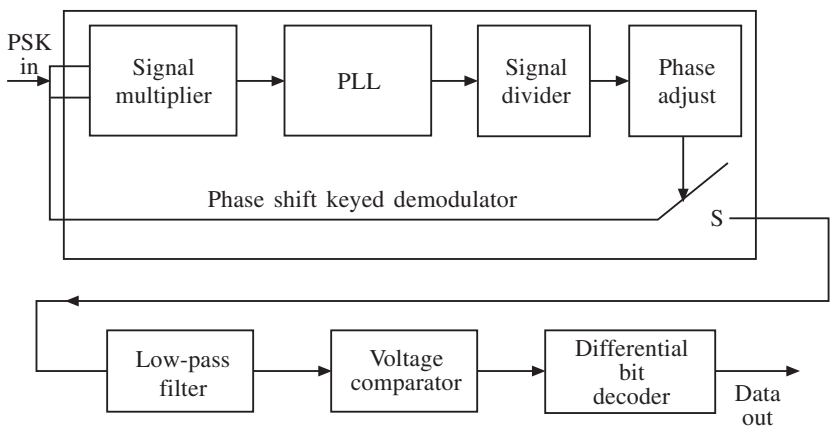 PSK
in
Signal
multiplier
PLL
Signal
divider
Phase
adjust
Phase shift keyed demodulator
S
Low-pass
filter
Voltage
comparator
Differential
bit
decoder
Data
out